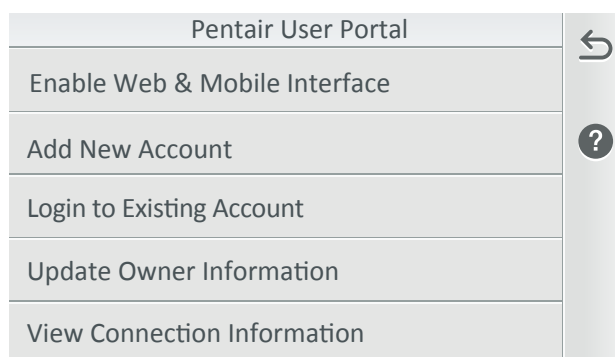 Pentair User Portal
Enable Web & Mobile Interface
Add New Account
?
Login to Existing Account
Update Owner Information
View Connection Information